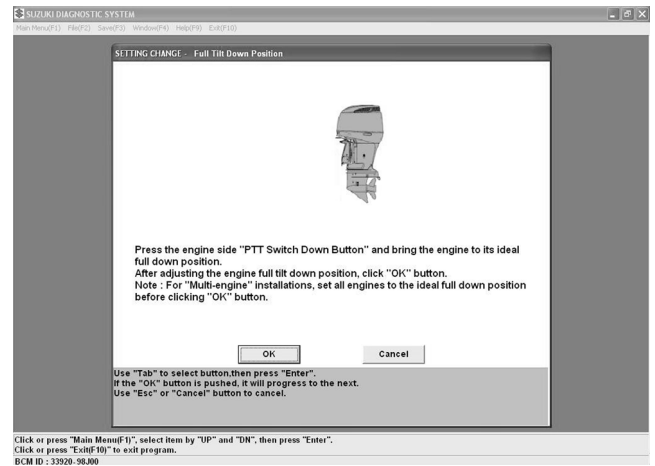 SUZUKI DIAGNOSTIC SYSTEM
Main Menu(F1) File(F2) Save(F3) Window(F4) Help(F9) Exit(F10)
SETTING CHANGE - Full Tilt Down Position
Press the engine side "PTT Switch Down Button" and bring the engine to its ideal
full down position.
After adjusting the engine full tilt down position, click "OK" button.
Note : For "Multi-engine" installations, set all engines to the ideal full down position
before clicking "OK" button.
OK Cancel
Use "Tab" to select button,then press "Enter".
If the "OK" button is pushed, it will progress to the next.
Use "Esc" or "Cancel" button to cancel.
Click or press "Main Menu(F1)", select item by "UP" and "DN", then press "Enter".
Click or press "Exit(F10)" to exit program.
BCM ID : 33920-98J00